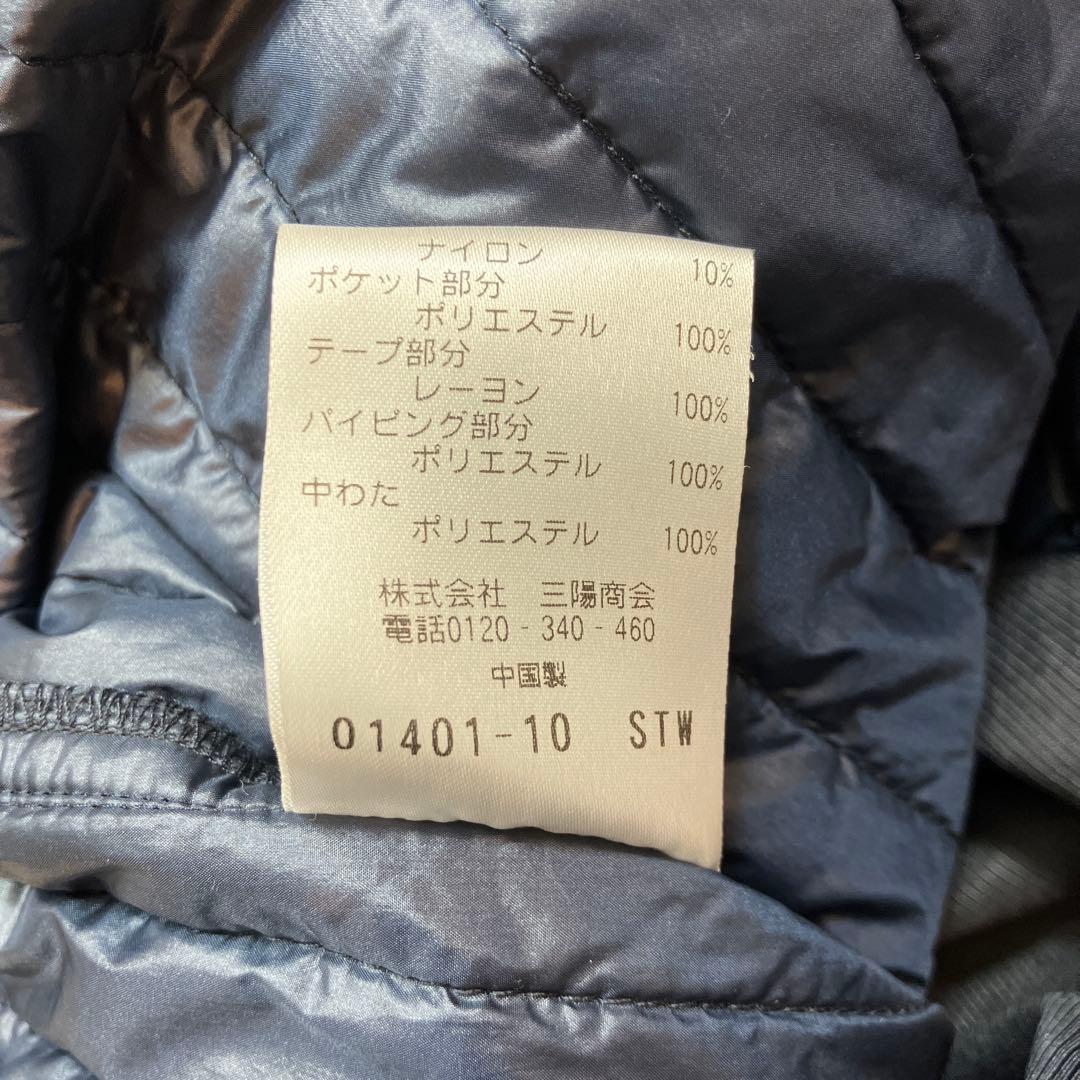 ナイロン 10%
ポケット部分
ポリエステル 100%
テープ部分
レーヨン 100%
パイピング部分
ポリエステル 100%
中わた
ポリエステル 100%
株式会社 三陽商会
電話0120-340-460
中国製
01401-10 STW